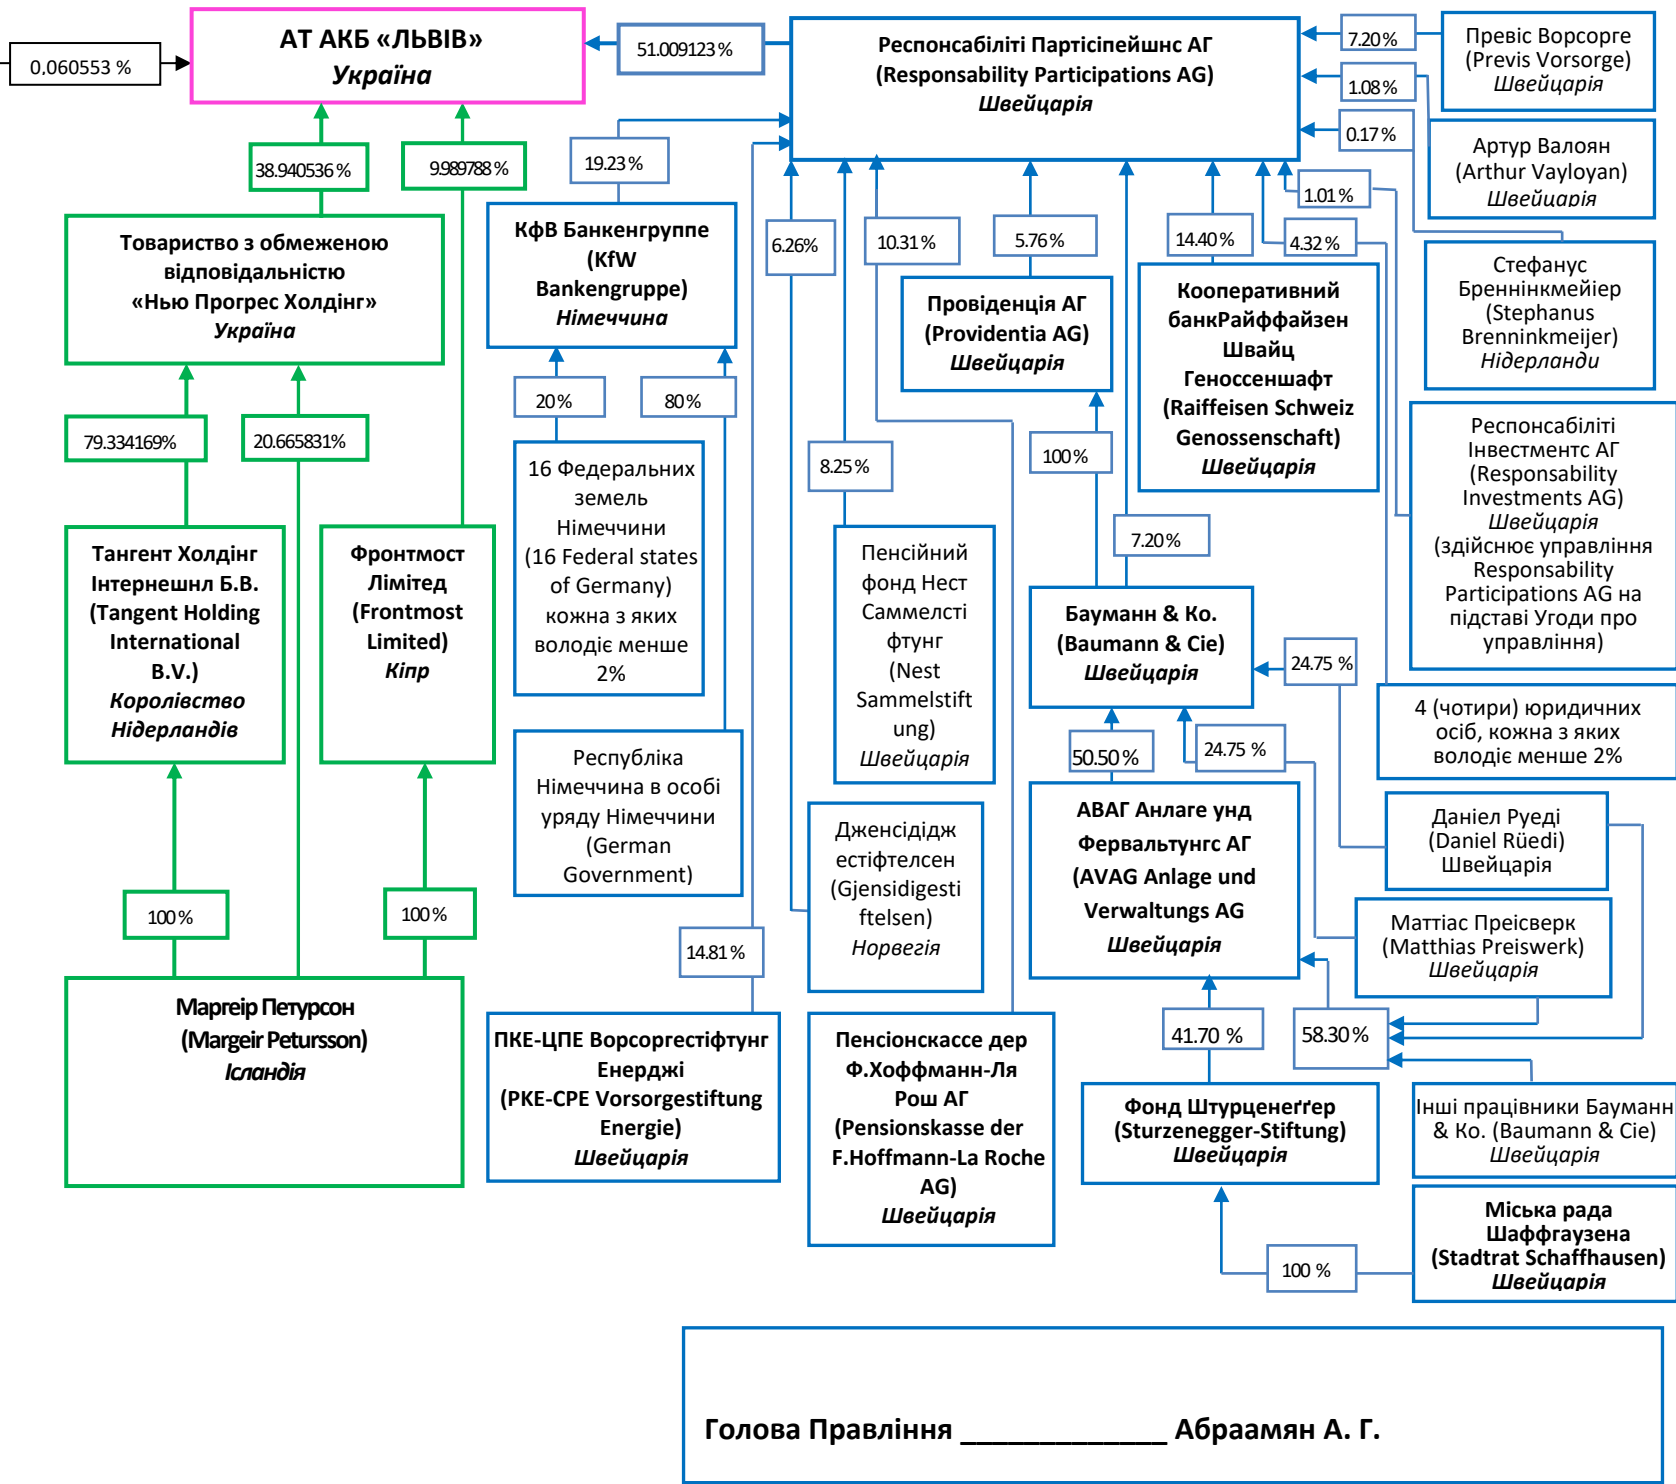 АТ АКБ «ЛЬВІВ»
Україна
0,060553 %
51.009123 %
Респонсабіліті Партісіпейшнс АГ
(Responsability Participations AG)
Швейцарія
7.20 %
Превіс Ворсорге
(Previs Vorsorge)
Швейцарія
1.08 %
0.17 %
Артур Валоян
(Arthur Vayloyan)
Швейцарія
38.940536 %
9.989788 %
19.23 %
6.26%
10.31 %
5.76 %
14.40 %
1.01 %
4.32 %
Товариство з обмеженою
відповідальністю
«Нью Прогрес Холдінг»
Україна
КфВ Банкенгруппе
(KfW
Bankengruppe)
Німеччина
Провіденція АГ
(Providentia AG)
Швейцарія
Кооперативний
банкРайффайзен
Швайц
Геноссеншафт
(Raiffeisen Schweiz
Genossenschaft)
Швейцарія
Стефанус
Бреннінкмейіер
(Stephanus
Brenninkmeijer)
Нідерланди
79.334169%
20.665831%
20 %
80 %
8.25 %
100 %
7.20 %
16 Федеральних
земель
Німеччини
(16 Federal states
of Germany)
кожна з яких
володіє менше
2%
Респонсабіліті
Інвестментс АГ
(Responsability
Investments AG)
Швейцарія
(здійснює управління
Responsability
Participations AG на
підставі Угоди про
управління)
Тангент Холдінг
Інтернешнл Б.В.
(Tangent Holding
International
B.V.)
Королівство
Нідерландів
Фронтмост
Лімітед
(Frontmost
Limited)
Кіпр
Пенсійний
фонд Нест
Саммелсті
фтунг
(Nest
Sammelstift
ung)
Швейцарія
Бауманн & Ко.
(Baumann & Cie)
Швейцарія
24.75 %
50.50 %
24.75 %
4 (чотири) юридичних
осіб, кожна з яких
володіє менше 2%
Республіка
Німеччина в особі
уряду Німеччини
(German
Government)
Дженсідідж
естіфтелсен
(Gjensidigesti
ftelsen)
Норвегія
АВАГ Анлаге унд
Фервальтунгс АГ
(AVAG Anlage und
Verwaltungs AG
Швейцарія
Даніел Руеді
(Daniel Rüedi)
Швейцарія
Маттіас Преісверк
(Matthias Preiswerk)
Швейцарія
100 %
100 %
14.81 %
41.70 %
58.30 %
Маргеір Петурсон
(Margeir Petursson)
Ісландія
ПКЕ-ЦПЕ Ворсоргестіфтунг
Енерджі
(PKE-CPE Vorsorgestiftung
Energie)
Швейцарія
Пенсіонскассе дер
Ф.Хоффманн-Ля
Рош АГ
(Pensionskasse der
F.Hoffmann-La Roche
AG)
Швейцарія
Фонд Штурценеґґер
(Sturzenegger-Stiftung)
Швейцарія
Інші працівники Бауманн
& Ко. (Baumann & Cie)
Швейцарія
100 %
Міська рада
Шаффгаузена
(Stadtrat Schaffhausen)
Швейцарія
Голова Правління _____________ Абраамян А. Г.